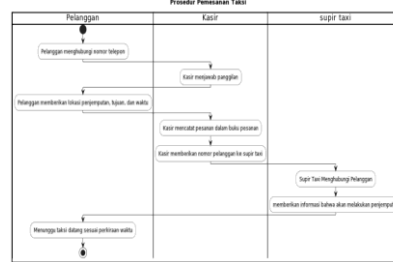 Prosedur Pemesanan Taksi
Pelanggan
Kasir
supir taxi
Pelanggan menghubungi nomor telepon
Kasir menjawab panggilan
Pelanggan memberikan lokasi penjemputan, tujuan, dan waktu
Kasir mencatat pesanan dalam buku pesanan
Kasir memberikan nomor pelanggan ke supir taxi
Supir Taxi Menghubungi Pelanggan
memberikan informasi bahwa akan melakukan penjemput
Menunggu taksi datang sesuai perkiraan waktu